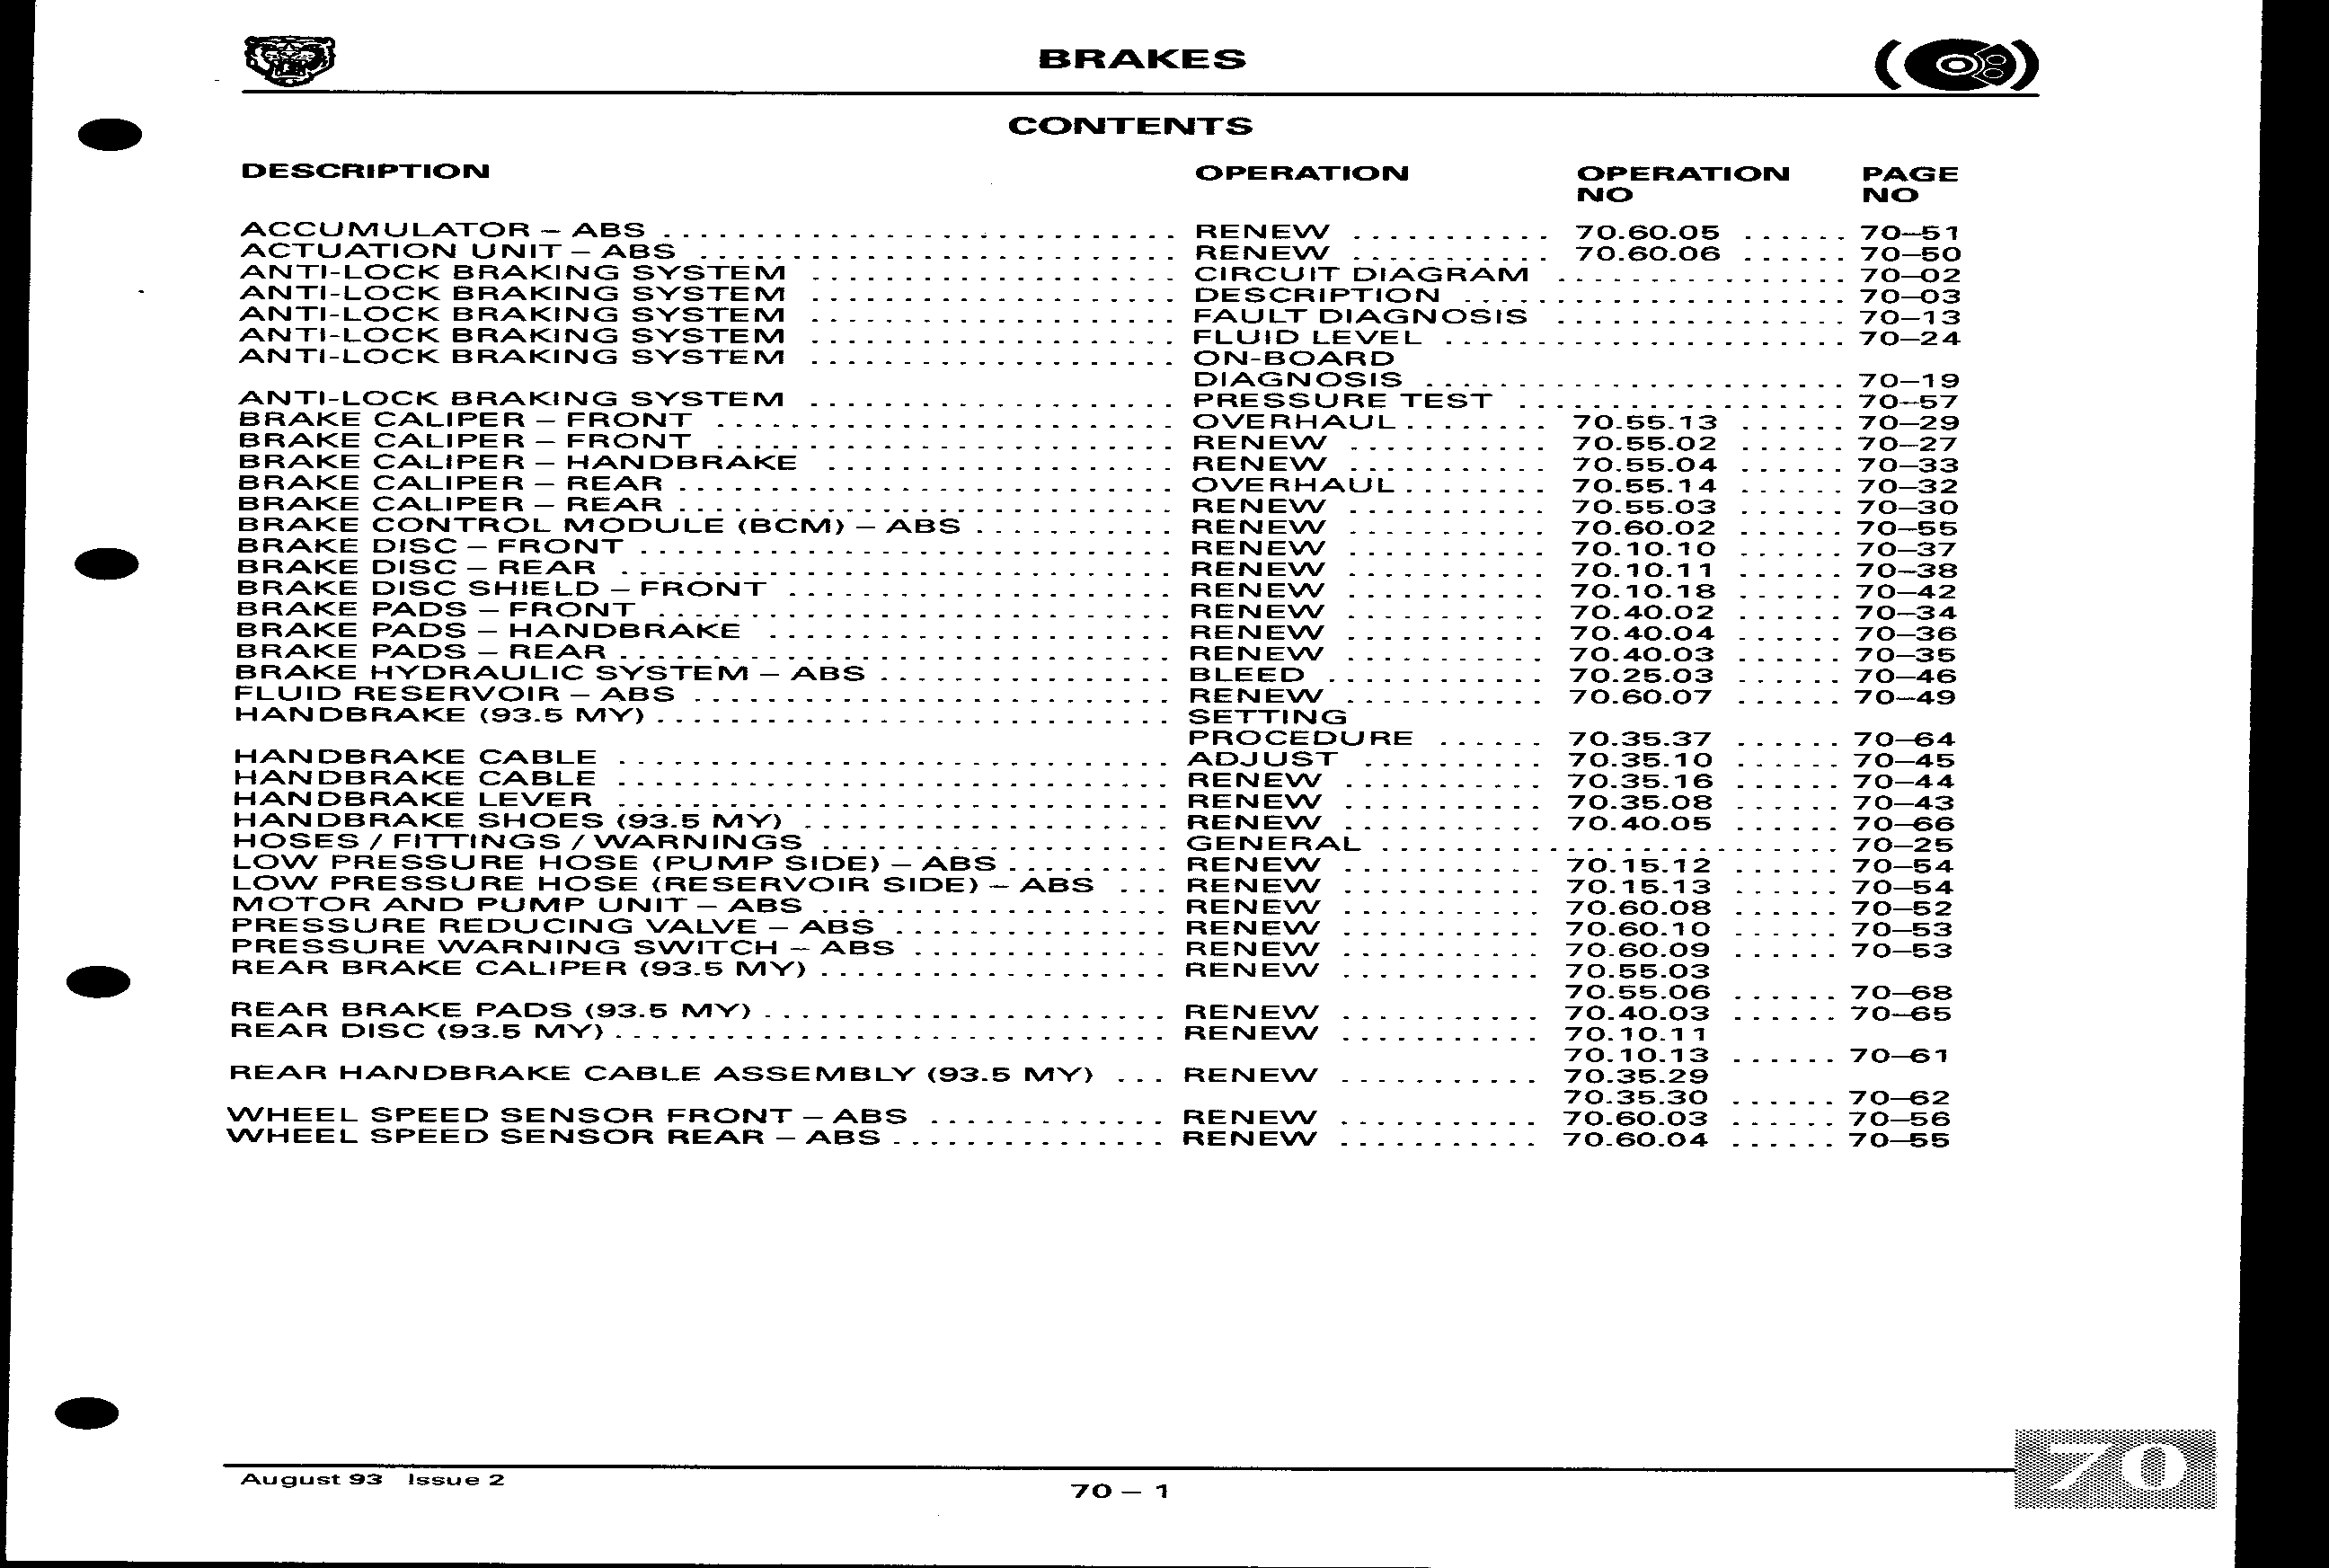 BRAKES
CONTENTS
DESCRIPTION OPERATION OPERATION PAGE
NO NO
ACCUMULATOR – ABS ........ RENEW ........ 70.60.05 ...... 70–51
ACTUATION UNIT – ABS ........ RENEW ........ 70.60.06 ...... 70–50
ANTI-LOCK BRAKING SYSTEM ........ CIRCUIT DIAGRAM ........ 70–02
ANTI-LOCK BRAKING SYSTEM ........ DESCRIPTION ........ 70–03
ANTI-LOCK BRAKING SYSTEM ........ FAULT DIAGNOSIS ........ 70–13
ANTI-LOCK BRAKING SYSTEM ........ FLUID LEVEL ........ 70–24
ANTI-LOCK BRAKING SYSTEM ........ ON-BOARD
DIAGNOSIS ........ 70–19
ANTI-LOCK BRAKING SYSTEM ........ PRESSURE TEST ........ 70–57
BRAKE CALIPER – FRONT ........ OVERHAUL ........ 70.55.13 ...... 70–29
BRAKE CALIPER – FRONT ........ RENEW ........ 70.55.02 ...... 70–27
BRAKE CALIPER – HANDBRAKE ........ RENEW ........ 70.55.04 ...... 70–33
BRAKE CALIPER – REAR ........ OVERHAUL ........ 70.55.14 ...... 70–32
BRAKE CALIPER – REAR ........ RENEW ........ 70.55.03 ...... 70–30
BRAKE CONTROL MODULE (BCM) – ABS ........ RENEW ........ 70.60.02 ...... 70–55
BRAKE DISC – FRONT ........ RENEW ........ 70.10.10 ...... 70–37
BRAKE DISC – REAR ........ RENEW ........ 70.10.11 ...... 70–38
BRAKE DISC SHIELD – FRONT ........ RENEW ........ 70.10.18 ...... 70–42
BRAKE PADS – FRONT ........ RENEW ........ 70.40.02 ...... 70–34
BRAKE PADS – HANDBRAKE ........ RENEW ........ 70.40.04 ...... 70–36
BRAKE PADS – REAR ........ RENEW ........ 70.40.03 ...... 70–35
BRAKE HYDRAULIC SYSTEM – ABS ........ BLEED ........ 70.25.03 ...... 70–46
FLUID RESERVOIR – ABS ........ RENEW ........ 70.60.07 ...... 70–49
HANDBRAKE (93.5 MY) ........ SETTING
PROCEDURE ...... 70.35.37 ...... 70–64
HANDBRAKE CABLE ........ ADJUST ........ 70.35.10 ...... 70–45
HANDBRAKE CABLE ........ RENEW ........ 70.35.16 ...... 70–44
HANDBRAKE LEVER ........ RENEW ........ 70.35.08 ...... 70–43
HANDBRAKE SHOES (93.5 MY) ........ RENEW ........ 70.40.05 ...... 70–66
HOSES / FITTINGS / WARNINGS ........ GENERAL ........ 70–25
LOW PRESSURE HOSE (PUMP SIDE) – ABS ........ RENEW ........ 70.15.12 ...... 70–54
LOW PRESSURE HOSE (RESERVOIR SIDE) – ABS ... RENEW ........ 70.15.13 ...... 70–54
MOTOR AND PUMP UNIT – ABS ........ RENEW ........ 70.60.08 ...... 70–52
PRESSURE REDUCING VALVE – ABS ........ RENEW ........ 70.60.10 ...... 70–53
PRESSURE WARNING SWITCH – ABS ........ RENEW ........ 70.60.09 ...... 70–53
REAR BRAKE CALIPER (93.5 MY) ........ RENEW ........ 70.55.03
70.55.06 ...... 70–68
REAR BRAKE PADS (93.5 MY) ........ RENEW ........ 70.40.03 ...... 70–65
REAR DISC (93.5 MY) ........ RENEW ........ 70.10.11
70.10.13 ...... 70–61
REAR HANDBRAKE CABLE ASSEMBLY (93.5 MY) ... RENEW ........ 70.35.29
70.35.30 ...... 70–62
WHEEL SPEED SENSOR FRONT – ABS ........ RENEW ........ 70.60.03 ...... 70–56
WHEEL SPEED SENSOR REAR – ABS ........ RENEW ........ 70.60.04 ...... 70–55
August 93 Issue 2
70 – 1
70